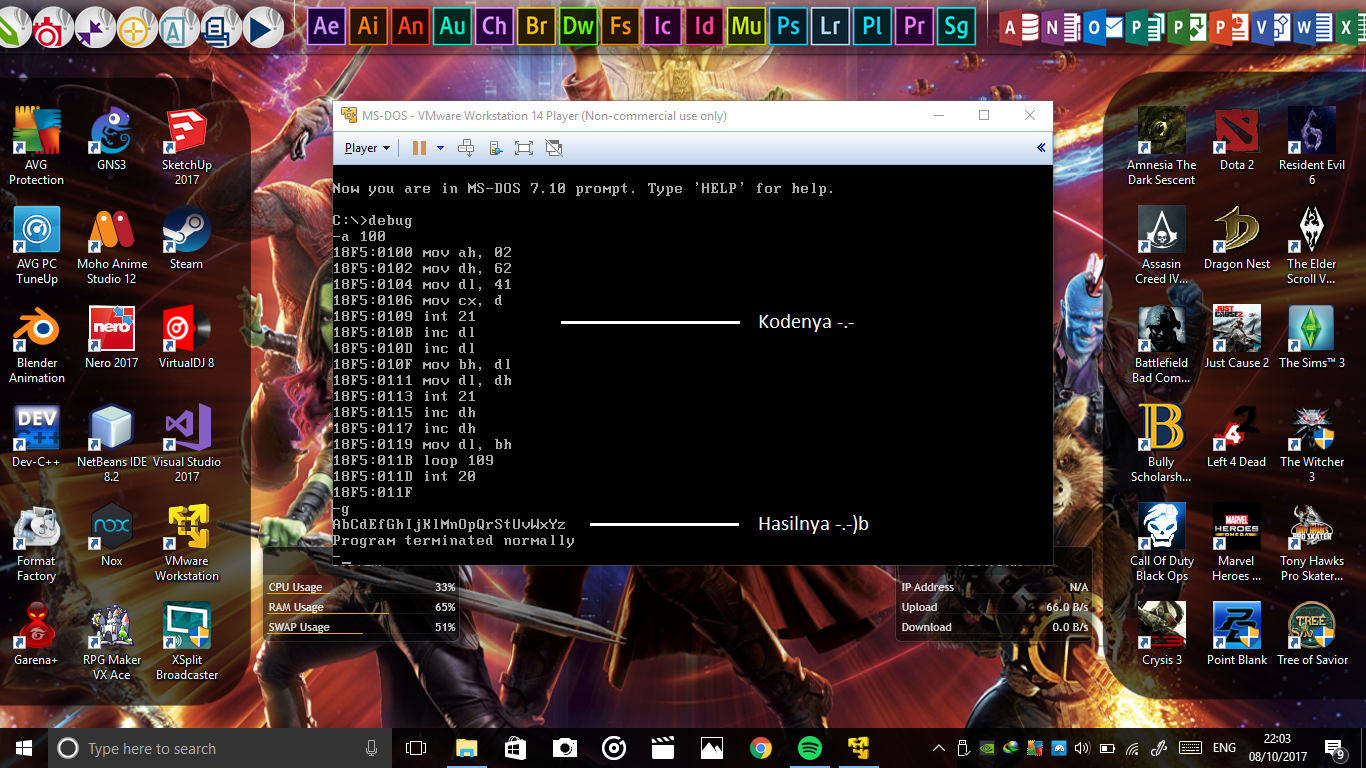 Ae Ai An Au Ch Br Dw Fs Ic Id Mu Ps Lr Pl Pr Sg
A N O P P P V W X
AVG Protection
GNS3
SketchUp 2017
AVG PC TuneUp
Moho Anime Studio 12
Steam
Blender Animation
nero
Nero 2017
VirtualDJ 8
DEV
Dev-C++
NetBeans IDE 8.2
Visual Studio 2017
Format Factory
nox
Nox
VMware Workstation
Garena+
RPG Maker VX Ace
XSplit Broadcaster
MS-DOS - VMware Workstation 14 Player (Non-commercial use only)
Player
Now you are in MS-DOS 7.10 prompt. Type 'HELP' for help.
C:\>debug
-a 100
18F5:0100 mov ah, 02
18F5:0102 mov dh, 62
18F5:0104 mov dl, 41
18F5:0106 mov cx, d
18F5:0109 int 21
18F5:010B inc dl
18F5:010D inc dl
18F5:010F mov bh, dl
18F5:0111 mov dl, dh
18F5:0113 int 21
18F5:0115 inc dh
18F5:0117 inc dh
18F5:0119 mov dl, bh
18F5:011B loop 109
18F5:011D int 20
18F5:011F
-g
AbCdEfGhIjKlMnOpQrStUvWxYz
Program terminated normally
-_
Kodenya -.-
Hasilnya -.-)b
CPU Usage 33%
RAM Usage 65%
SWAP Usage 51%
IP Address N/A
Upload 66.0 B/s
Download 0.0 B/s
Amnesia The Dark Sescent
Dota 2
Resident Evil 6
Assasin Creed IV...
Dragon Nest
The Elder Scroll V...
Battlefield Bad Com...
JUST CAUSE 2
Just Cause 2
The Sims™ 3
B
Bully Scholarsh...
Left 4 Dead
The Witcher 3
Call Of Duty Black Ops
MARVEL HEROES OMEGA
Marvel Heroes ...
Tony Hawks Pro Skater...
Crysis 3
Point Blank
TREE
Tree of Savior
Type here to search
ENG
22:03
08/10/2017
9